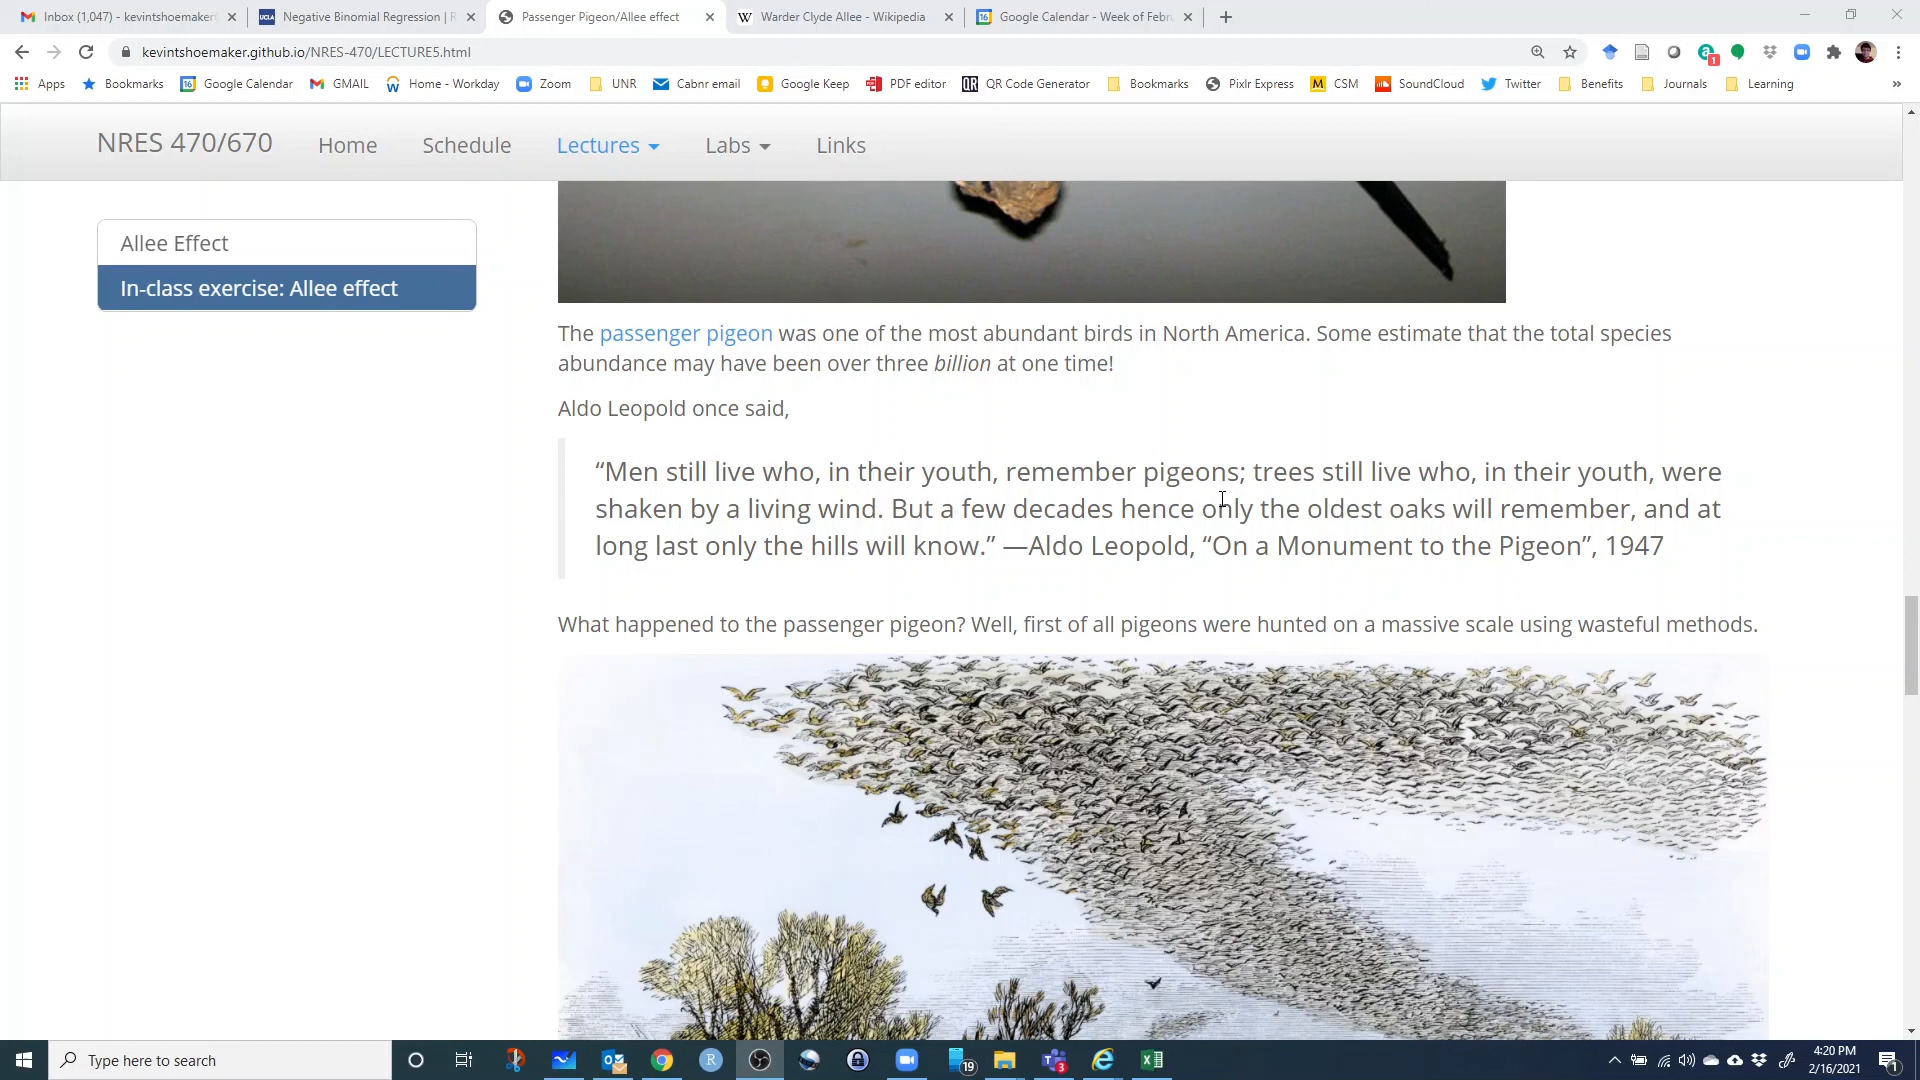 Inbox (1,047) - kevintshoemaker
Negative Binomial Regression | R
Passenger Pigeon/Allee effect
Warder Clyde Allee - Wikipedia
Google Calendar - Week of Febru
kevintshoemaker.github.io/NRES-470/LECTURE5.html
Apps
Bookmarks
Google Calendar
GMAIL
Home - Workday
Zoom
UNR
Cabnr email
Google Keep
PDF editor
QR Code Generator
Bookmarks
Pixlr Express
CSM
SoundCloud
Twitter
Benefits
Journals
Learning
»
NRES 470/670
Home
Schedule
Lectures
Labs
Links
Allee Effect
In-class exercise: Allee effect
The passenger pigeon was one of the most abundant birds in North America. Some estimate that the total species
abundance may have been over three billion at one time!
Aldo Leopold once said,
“Men still live who, in their youth, remember pigeons; trees still live who, in their youth, were
shaken by a living wind. But a few decades hence only the oldest oaks will remember, and at
long last only the hills will know.” —Aldo Leopold, “On a Monument to the Pigeon”, 1947
What happened to the passenger pigeon? Well, first of all pigeons were hunted on a massive scale using wasteful methods.
Type here to search
19
3
4:20 PM
2/16/2021
1